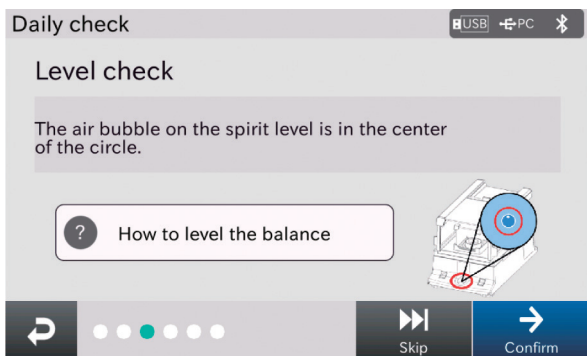 Daily check
USB PC
Level check
The air bubble on the spirit level is in the center
of the circle.
? How to level the balance
Skip
Confirm